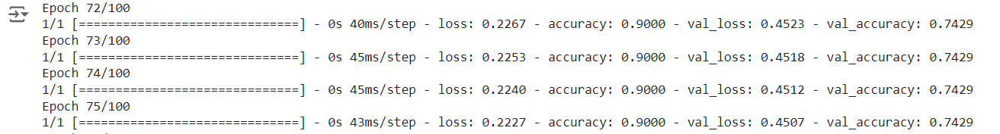 Epoch 72/100
1/1 [==============================] - 0s 40ms/step - loss: 0.2267 - accuracy: 0.9000 - val_loss: 0.4523 - val_accuracy: 0.7429
Epoch 73/100
1/1 [==============================] - 0s 45ms/step - loss: 0.2253 - accuracy: 0.9000 - val_loss: 0.4518 - val_accuracy: 0.7429
Epoch 74/100
1/1 [==============================] - 0s 45ms/step - loss: 0.2240 - accuracy: 0.9000 - val_loss: 0.4512 - val_accuracy: 0.7429
Epoch 75/100
1/1 [==============================] - 0s 43ms/step - loss: 0.2227 - accuracy: 0.9000 - val_loss: 0.4507 - val_accuracy: 0.7429